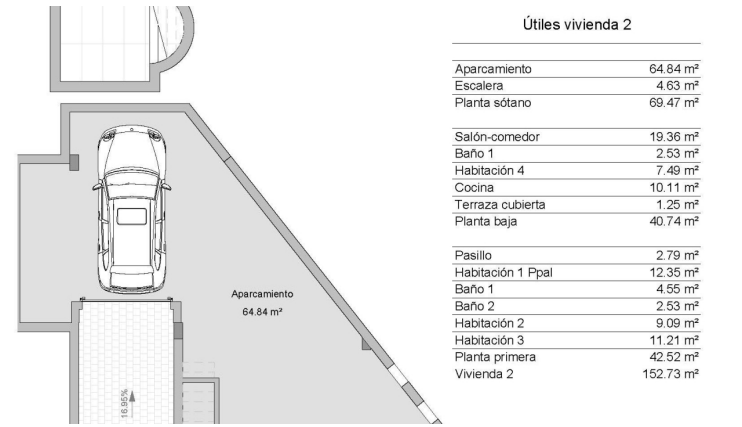 Útiles vivienda 2
Aparcamiento 64.84 m²
Escalera 4.63 m²
Planta sótano 69.47 m²
Salón-comedor 19.36 m²
Baño 1 2.53 m²
Habitación 4 7.49 m²
Cocina 10.11 m²
Terraza cubierta 1.25 m²
Planta baja 40.74 m²
Pasillo 2.79 m²
Habitación 1 Ppal 12.35 m²
Baño 1 4.55 m²
Baño 2 2.53 m²
Habitación 2 9.09 m²
Habitación 3 11.21 m²
Planta primera 42.52 m²
Vivienda 2 152.73 m²
Aparcamiento
64.84 m²
16.95%